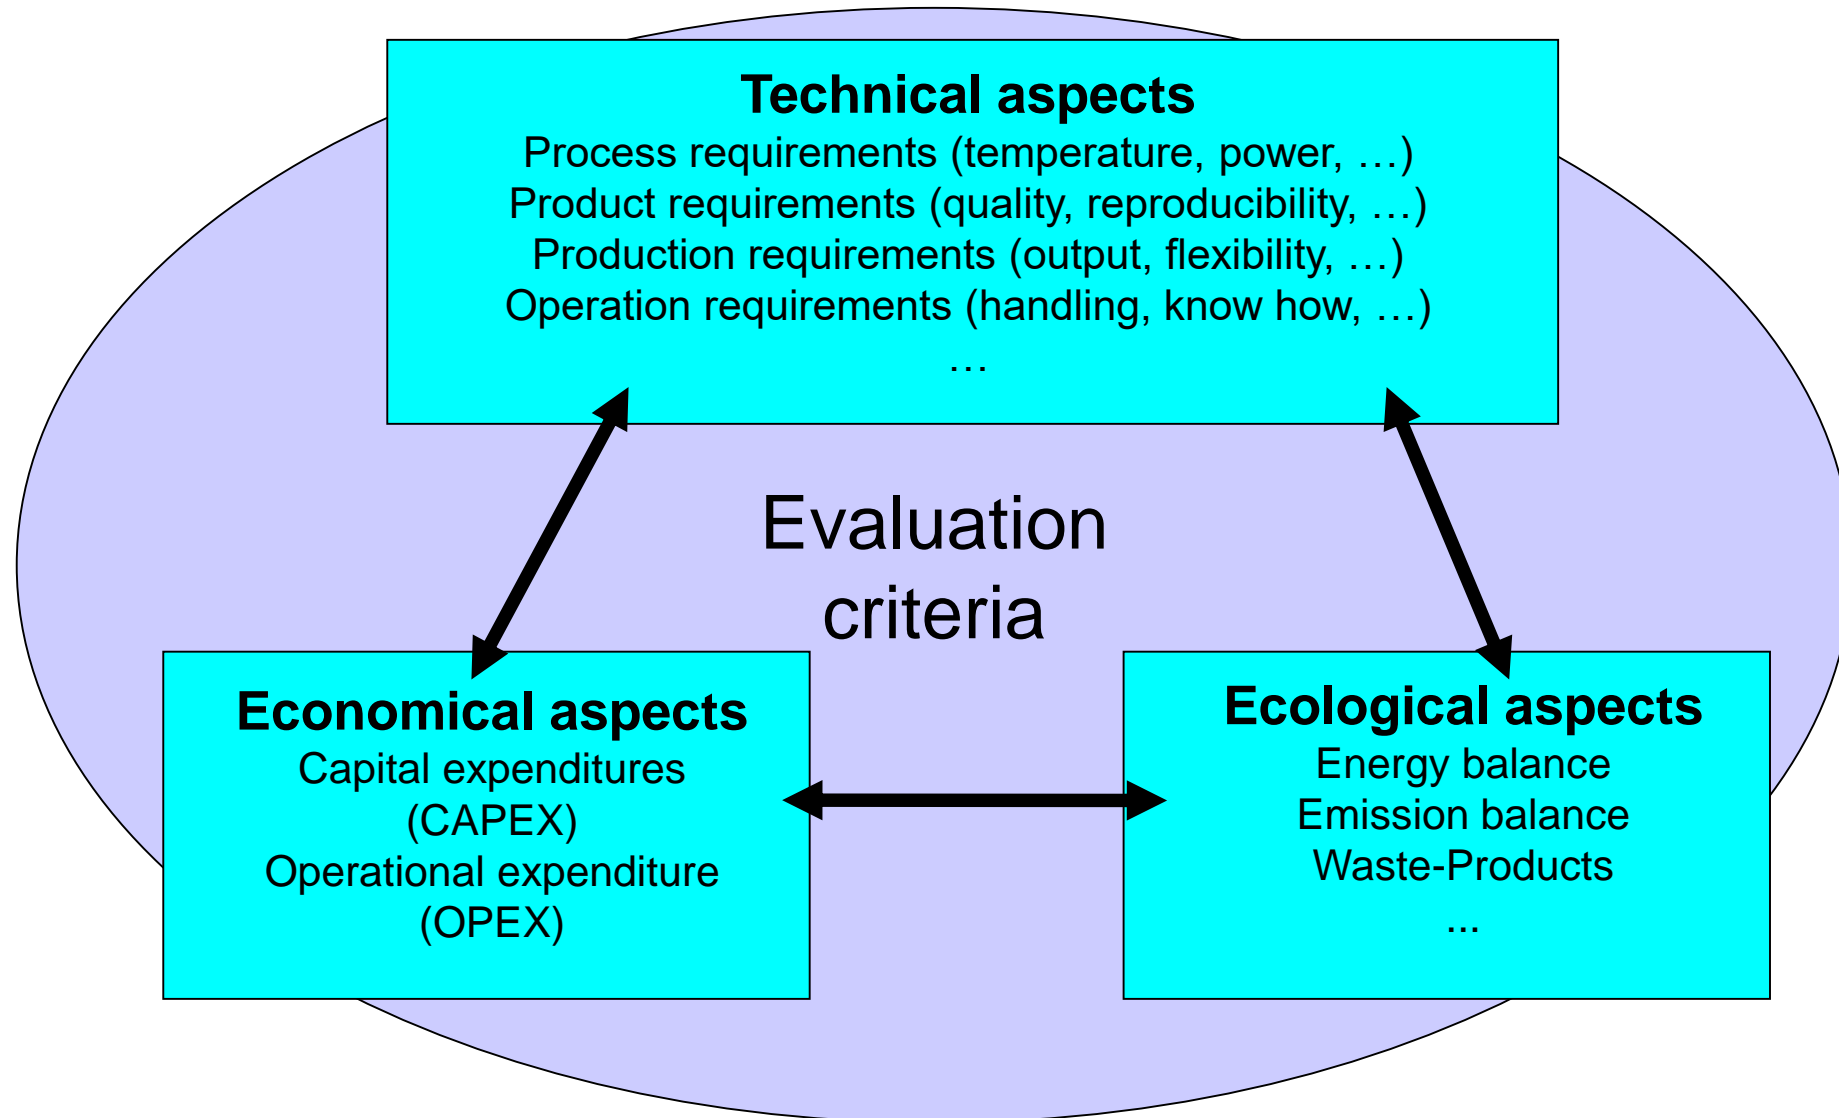 Technical aspects
Process requirements (temperature, power, …)
Product requirements (quality, reproducibility, …)
Production requirements (output, flexibility, …)
Operation requirements (handling, know how, …)
…
Evaluation
criteria
Economical aspects
Capital expenditures
(CAPEX)
Operational expenditure
(OPEX)
Ecological aspects
Energy balance
Emission balance
Waste-Products
...